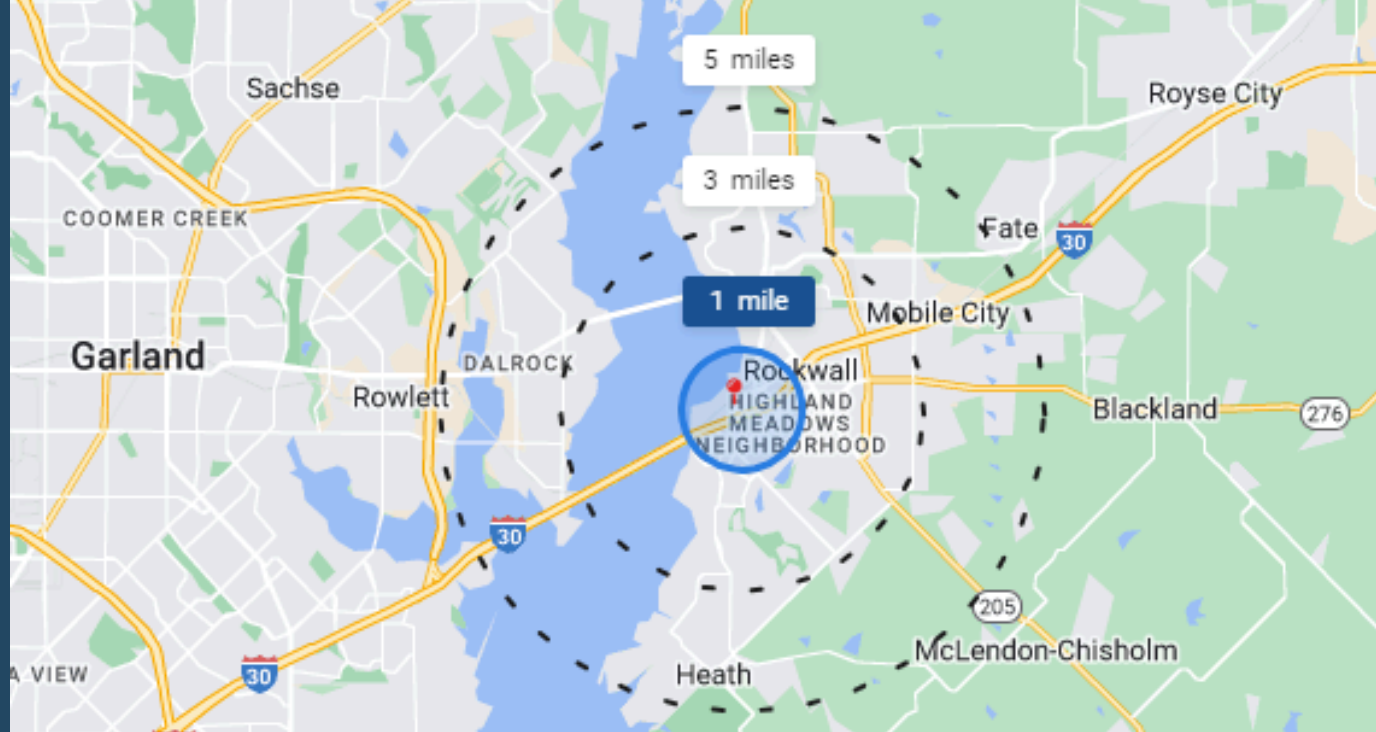 5 miles
Sachse
Royse City
3 miles
COOMER CREEK
Fate
30
1 mile
Mobile City
Garland
DALROCK
Rockwall
Rowlett
HIGHLAND
MEADOWS
NEIGHBORHOOD
Blackland
276
30
205
McLendon-Chisholm
A VIEW
30
Heath